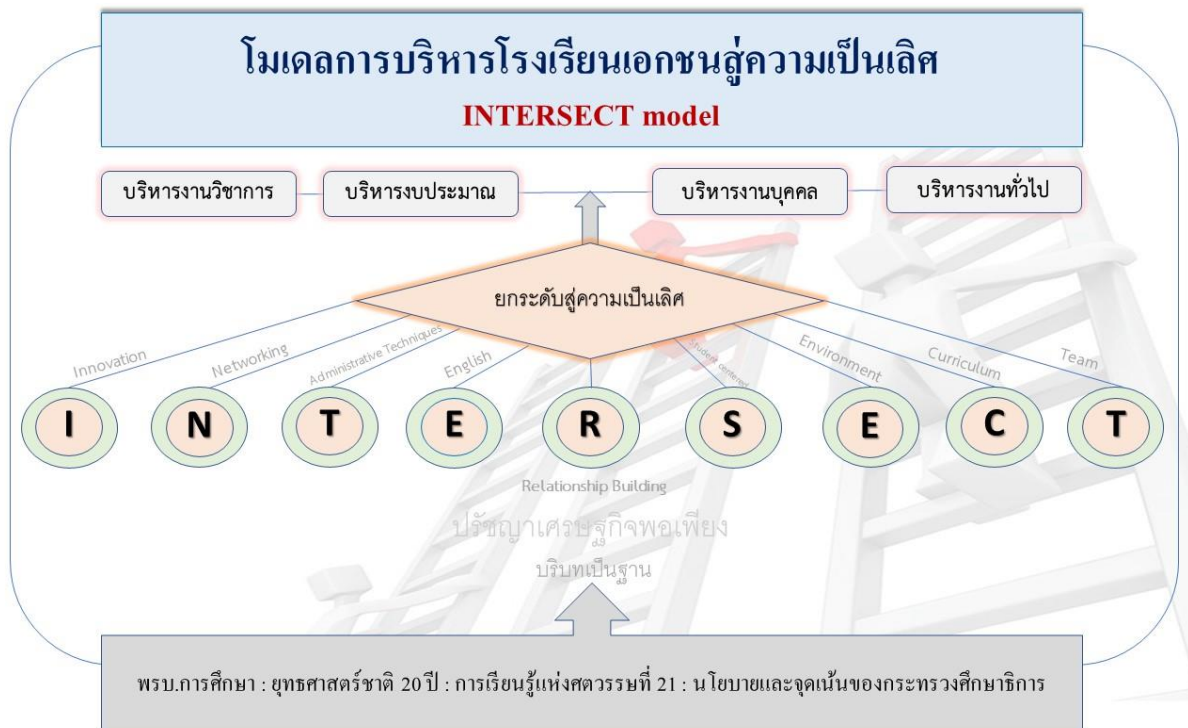 โมเดลการบริหารโรงเรียนเอกชนสู่ความเป็นเลิศ
INTERSECT model
บริหารงานวิชาการ
บริหารงบประมาณ
บริหารงานบุคคล
บริหารงานทั่วไป
ยกระดับสู่ความเป็นเลิศ
Innovation
Networking
Administrative Techniques
English
Student centered
Environment
Curriculum
Team
I
N
T
E
R
S
E
C
T
Relationship Building
ปรัชญาเศรษฐกิจพอเพียง
บริบทเป็นฐาน
พรบ.การศึกษา : ยุทธศาสตร์ชาติ 20 ปี : การเรียนรู้แห่งศตวรรษที่ 21 : นโยบายและจุดเน้นของกระทรวงศึกษาธิการ